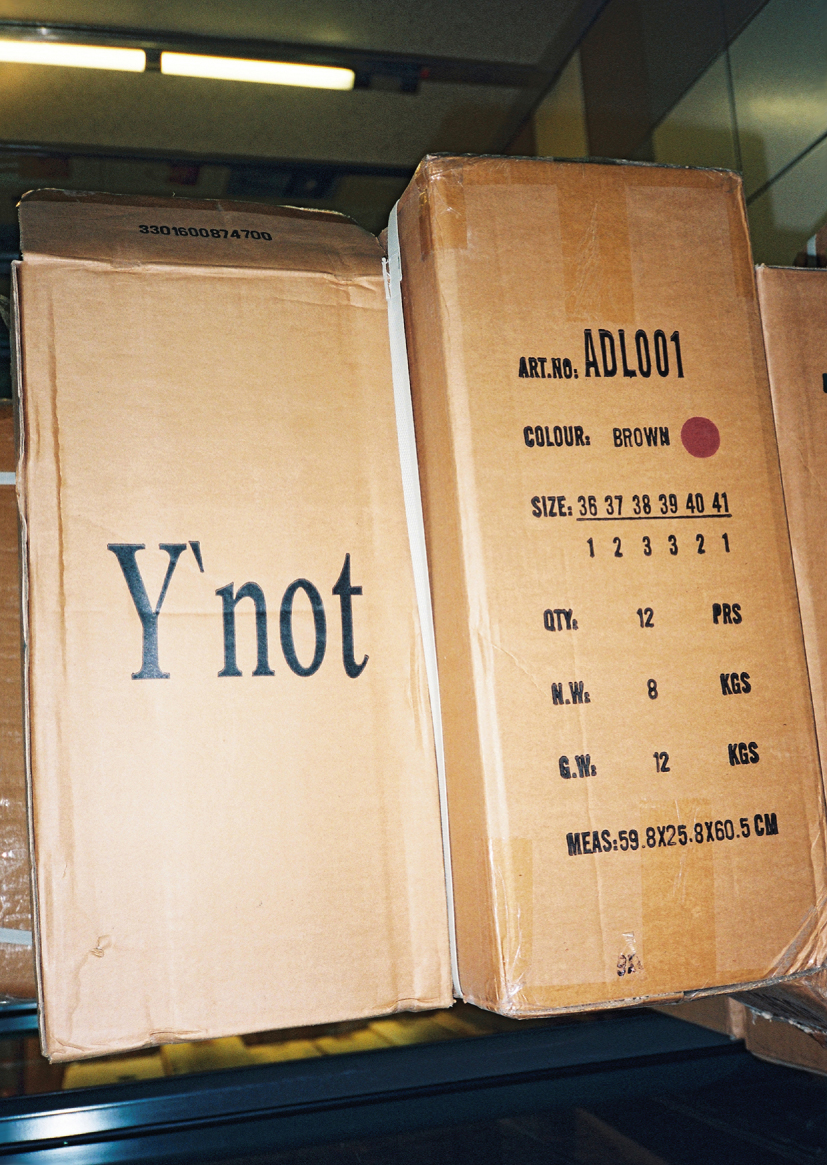 3301600874700
Y'not
ART.NO: ADL001
COLOUR: BROWN
SIZE: 36 37 38 39 40 41
1 2 3 3 2 1
QTY: 12 PRS
N.W: 8 KGS
G.W: 12 KGS
MEAS:59.8X25.8X60.5 CM